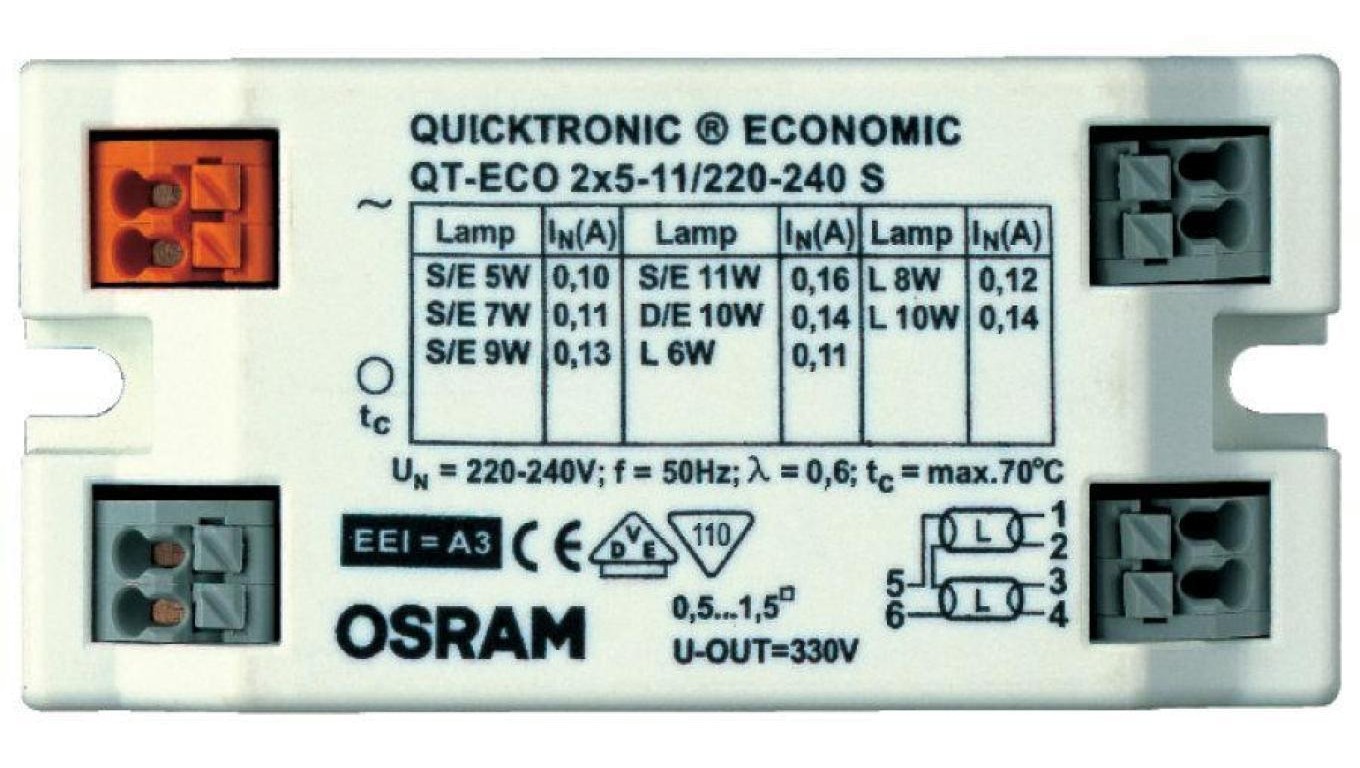 QUICKTRONIC ® ECONOMIC
QT-ECO 2x5-11/220-240 S
~
Lamp IN(A) Lamp IN(A) Lamp IN(A)
S/E 5W 0,10 S/E 11W 0,16 L 8W 0,12
S/E 7W 0,11 D/E 10W 0,14 L 10W 0,14
S/E 9W 0,13 L 6W 0,11
tc
UN = 220-240V; f = 50Hz; λ = 0,6; tc = max.70°C
EEI = A3 CE VDE 110
L 1
2
5 L 3
6 4
0,5...1,5□
OSRAM
U-OUT=330V